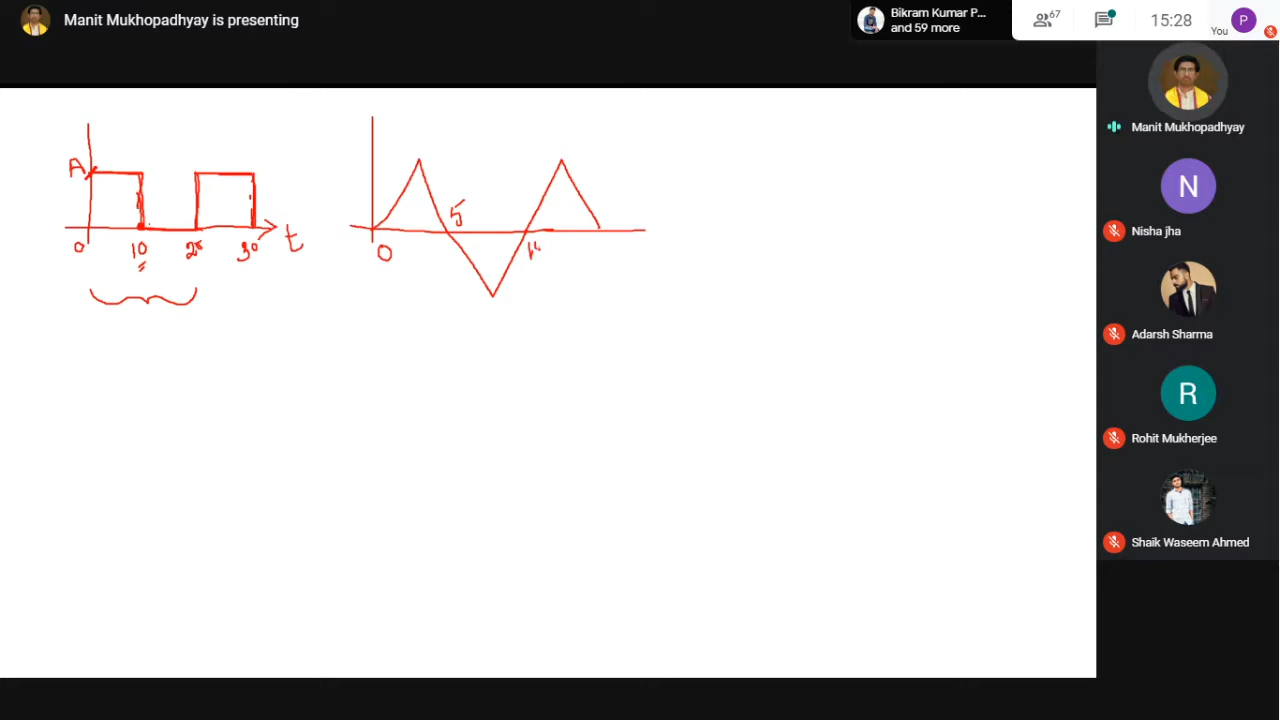 Manit Mukhopadhyay is presenting
Bikram Kumar P...
and 59 more
67
15:28
You
P
A
0
10
20
30
t
0
5
10
Manit Mukhopadhyay
N
Nisha jha
Adarsh Sharma
R
Rohit Mukherjee
Shaik Waseem Ahmed